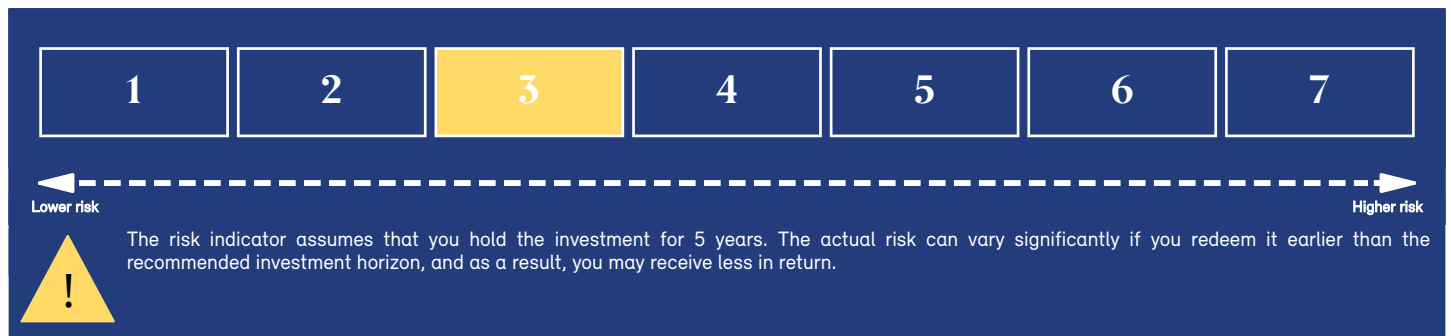 1 2 3 4 5 6 7
Lower risk Higher risk
The risk indicator assumes that you hold the investment for 5 years. The actual risk can vary significantly if you redeem it earlier than the
recommended investment horizon, and as a result, you may receive less in return.
!